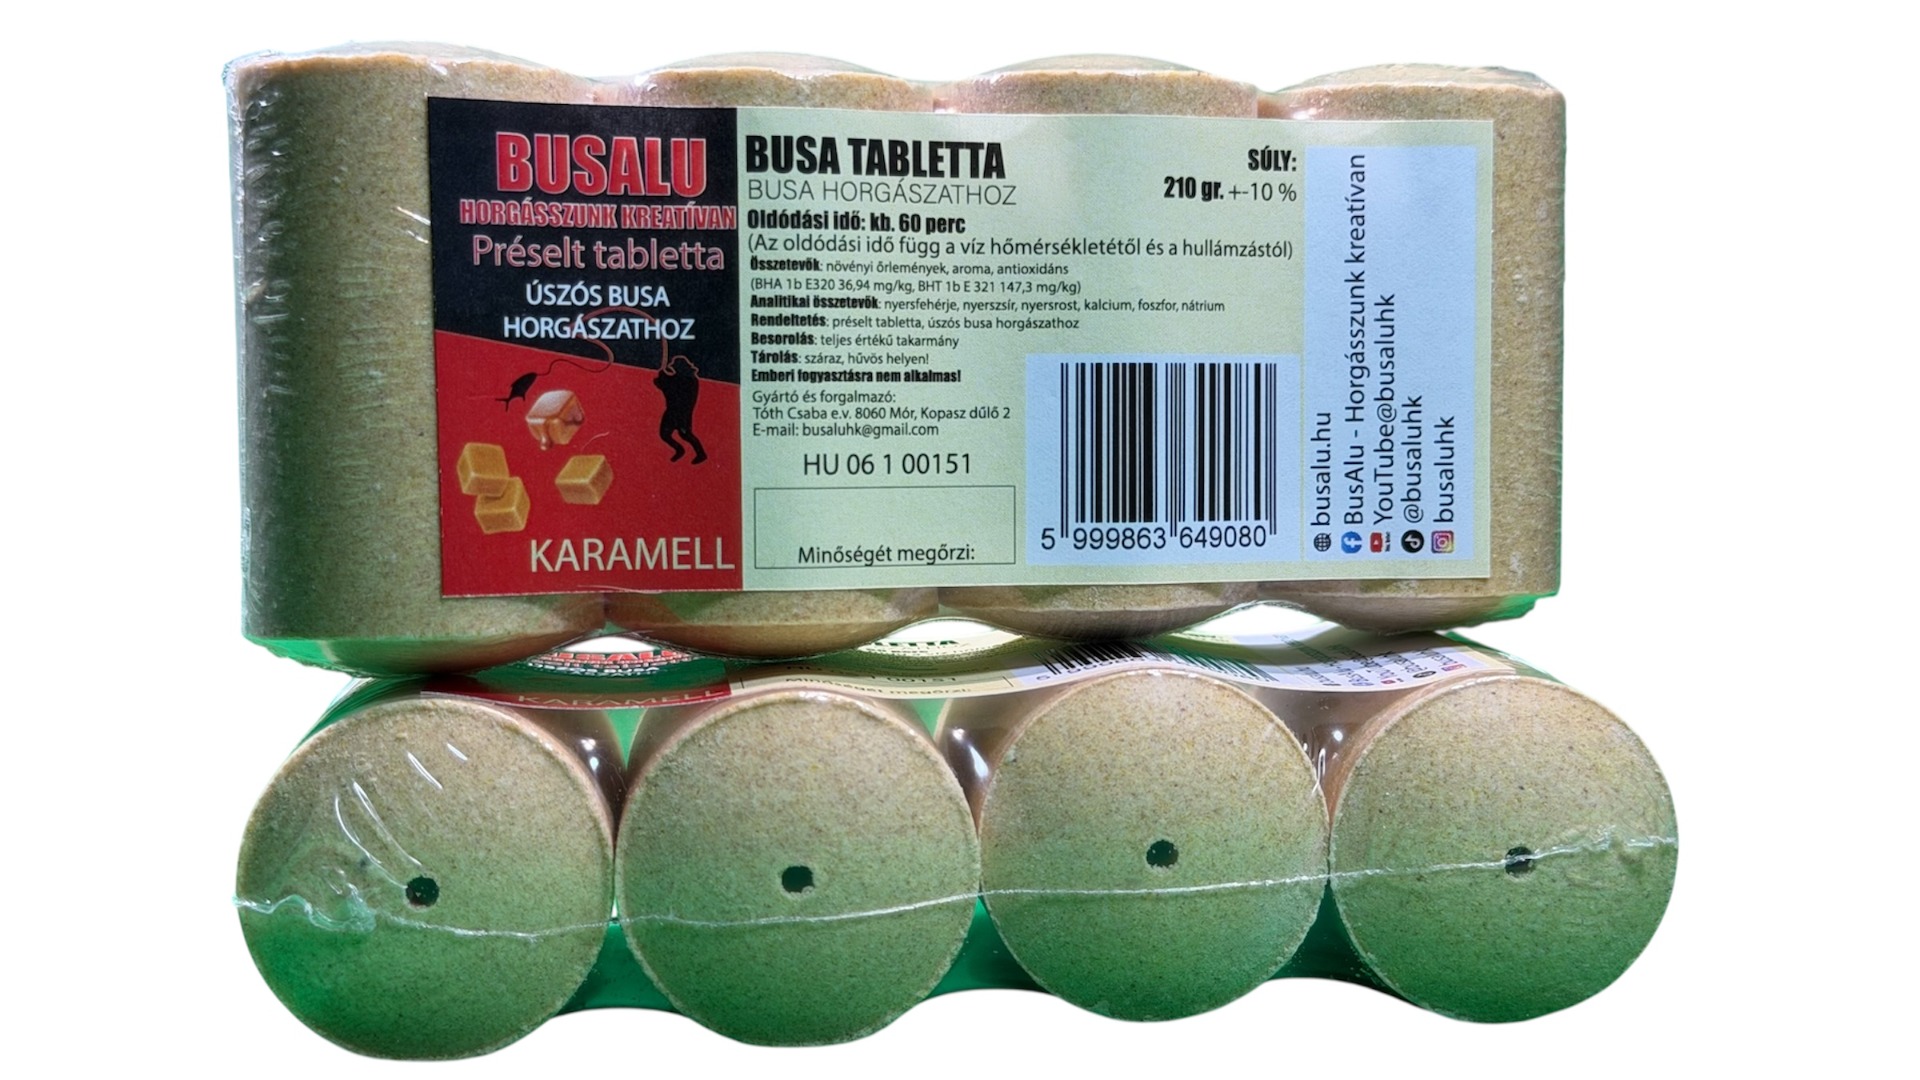 BUSALU
HORGÁSSZUNK KREATÍVAN
Préselt tabletta
ÚSZÓS BUSA
HORGÁSZATHOZ
KARAMELL
BUSA TABLETTA
BUSA HORGÁSZATHOZ
SÚLY:
210 gr. +-10 %
Oldódási idő: kb. 60 perc
(Az oldódási idő függ a víz hőmérsékletétől és a hullámzástól)
Összetevők: növényi őrlemények, aroma, antioxidáns
(BHA 1b E320 36,94 mg/kg, BHT 1b E 321 147,3 mg/kg)
Analitikai összetevők: nyersfehérje, nyerszsír, nyersrost, kalcium, foszfor, nátrium
Rendeltetés: préselt tabletta, úszós busa horgászathoz
Besorolás: teljes értékű takarmány
Tárolás: száraz, hűvös helyen!
Emberi fogyasztásra nem alkalmas!
Gyártó és forgalmazó:
Tóth Csaba e.v. 8060 Mór, Kopasz dűlő 2
E-mail: busaluhk@gmail.com
HU 06 1 00151
Minőségét megőrzi:
5 999863 649080
busalu.hu
BusAlu - Horgásszunk kreatívan
YouTube@busaluhk
@busaluhk
busaluhk
KARAMELL
Minőségét megőrzi: